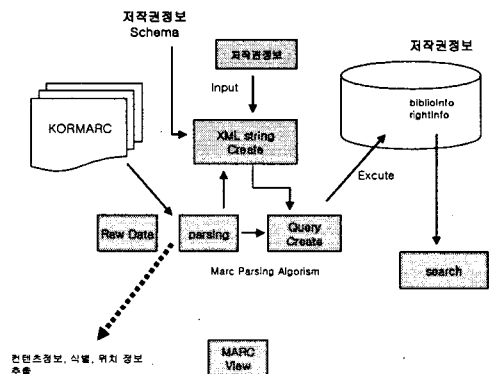 저작권정보
Schema
저작권정보
저작권정보
Input
biblioInfo
rightInfo
KORMARC
XML string
Create
Excute
Raw Data
parsing
Query
Create
Marc Parsing Algorism
search
컨텐츠정보, 식별, 위치 정보
추출
MARC
View